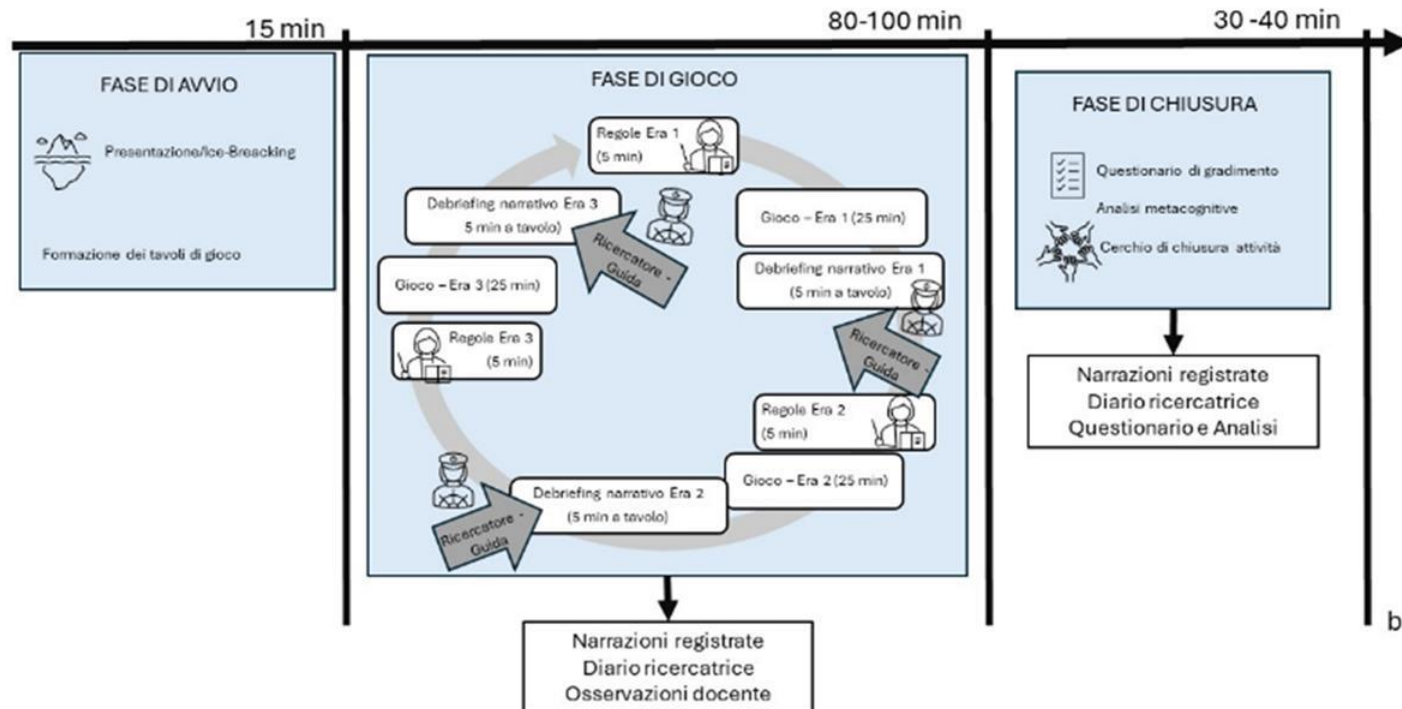 15 min
80-100 min
30 -40 min
FASE DI AVVIO
Presentazione/Ice-Breacking
Formazione dei tavoli di gioco
FASE DI GIOCO
Regole Era 1
(5 min)
Gioco – Era 1 (25 min)
Debriefing narrativo Era 1
(5 min a tavolo)
Ricercatore -
Guida
Regole Era 2
(5 min)
Gioco – Era 2 (25 min)
Debriefing narrativo Era 2
(5 min a tavolo)
Ricercatore -
Guida
Regole Era 3
(5 min)
Gioco – Era 3 (25 min)
Debriefing narrativo Era 3
5 min a tavolo)
Ricercatore -
Guida
Narrazioni registrate
Diario ricercatrice
Osservazioni docente
FASE DI CHIUSURA
Questionario di gradimento
Analisi metacognitive
Cerchio di chiusura attività
Narrazioni registrate
Diario ricercatrice
Questionario e Analisi
b